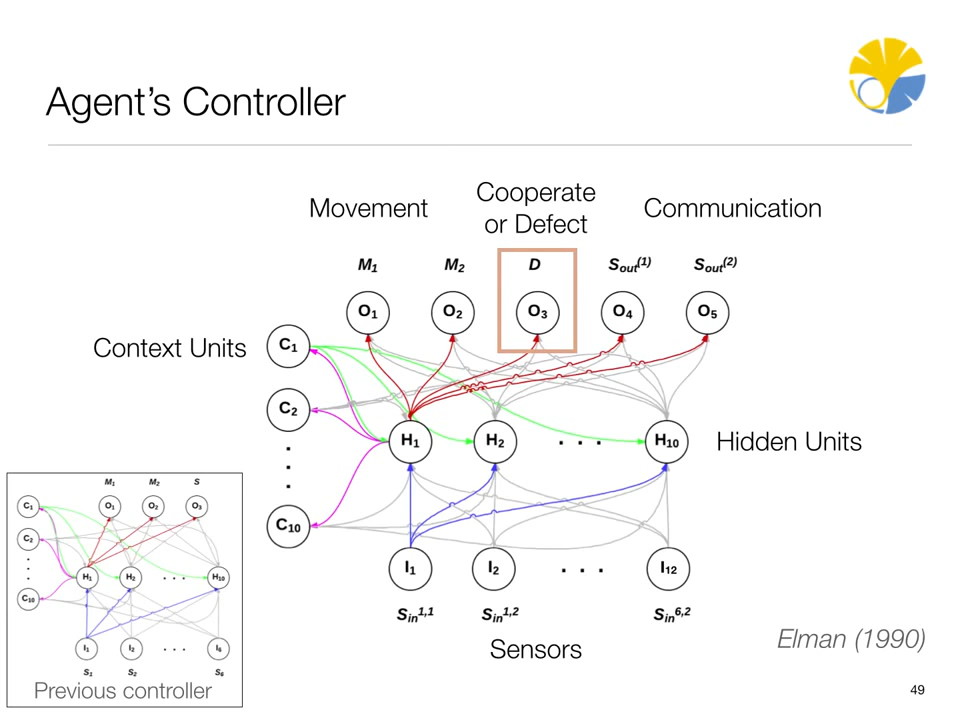 Agent's Controller
Movement
Cooperate
or Defect
Communication
M1
M2
D
Sout(1)
Sout(2)
O1
O2
O3
O4
O5
Context Units
C1
C2
.
.
.
C10
H1
H2
. . .
H10
Hidden Units
I1
I2
. . .
I12
Sin1,1
Sin1,2
Sin6,2
Sensors
Elman (1990)
M1
M2
S
C1
O1
O2
O3
C2
.
.
.
C10
H1
H2
. . .
H10
I1
I2
. . .
I6
S1
S2
S6
Previous controller
49